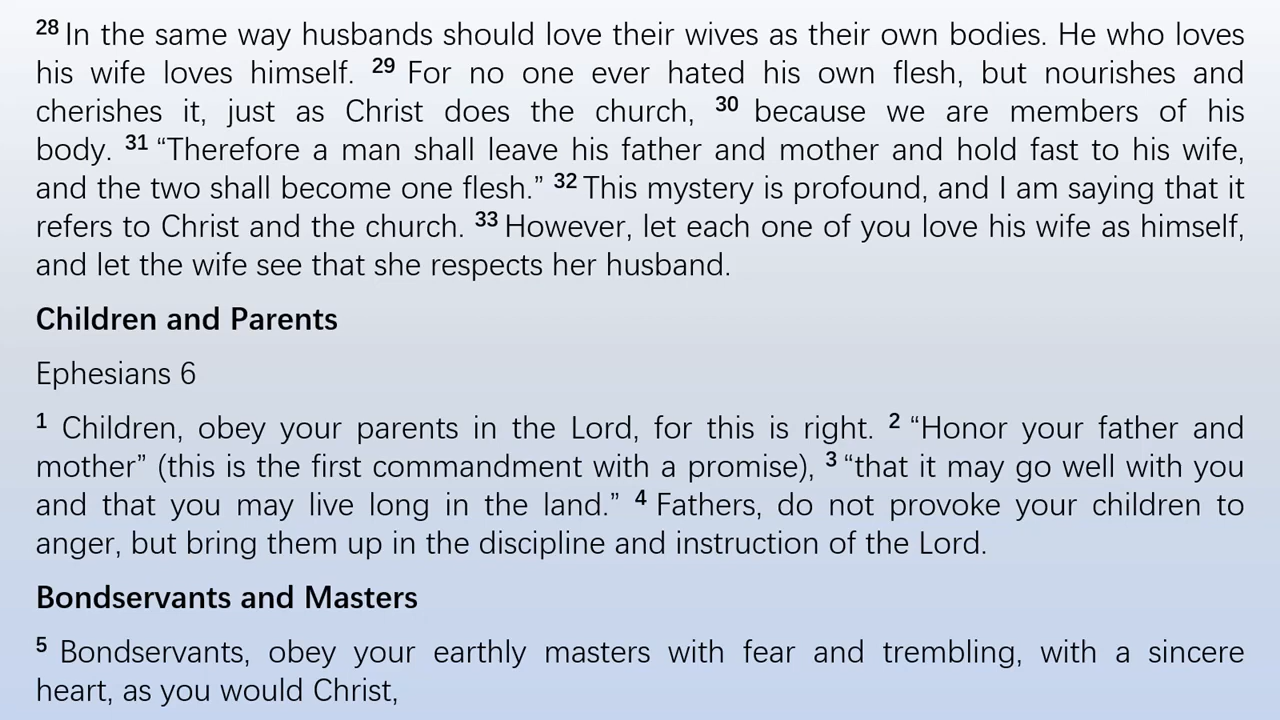 28 In the same way husbands should love their wives as their own bodies. He who loves
his wife loves himself. 29 For no one ever hated his own flesh, but nourishes and
cherishes it, just as Christ does the church, 30 because we are members of his
body. 31 “Therefore a man shall leave his father and mother and hold fast to his wife,
and the two shall become one flesh.” 32 This mystery is profound, and I am saying that it
refers to Christ and the church. 33 However, let each one of you love his wife as himself,
and let the wife see that she respects her husband.
Children and Parents
Ephesians 6
1 Children, obey your parents in the Lord, for this is right. 2 “Honor your father and
mother” (this is the first commandment with a promise), 3 “that it may go well with you
and that you may live long in the land.” 4 Fathers, do not provoke your children to
anger, but bring them up in the discipline and instruction of the Lord.
Bondservants and Masters
5 Bondservants, obey your earthly masters with fear and trembling, with a sincere
heart, as you would Christ,